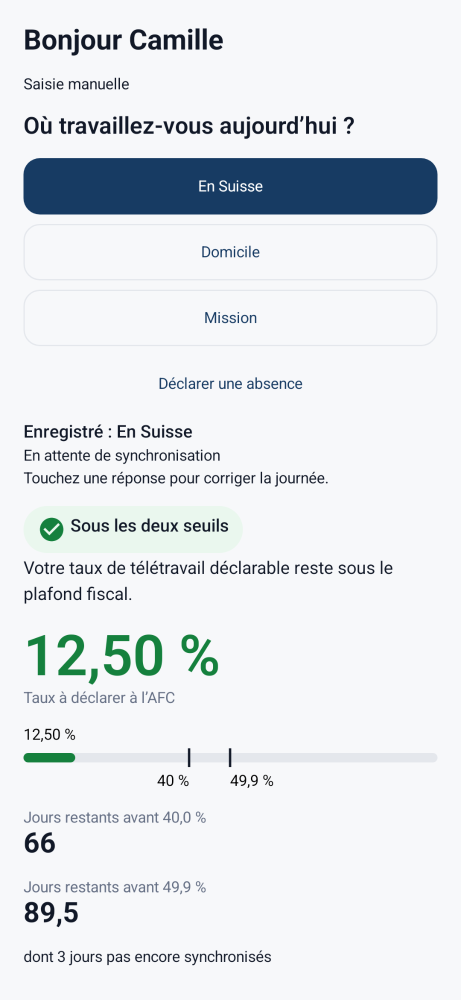 Bonjour Camille
Saisie manuelle
Où travaillez-vous aujourd’hui ?
En Suisse
Domicile
Mission
Déclarer une absence
Enregistré : En Suisse
En attente de synchronisation
Touchez une réponse pour corriger la journée.
Sous les deux seuils
Votre taux de télétravail déclarable reste sous le
plafond fiscal.
12,50 %
Taux à déclarer à l’AFC
12,50 %
40 %
49,9 %
Jours restants avant 40,0 %
66
Jours restants avant 49,9 %
89,5
dont 3 jours pas encore synchronisés